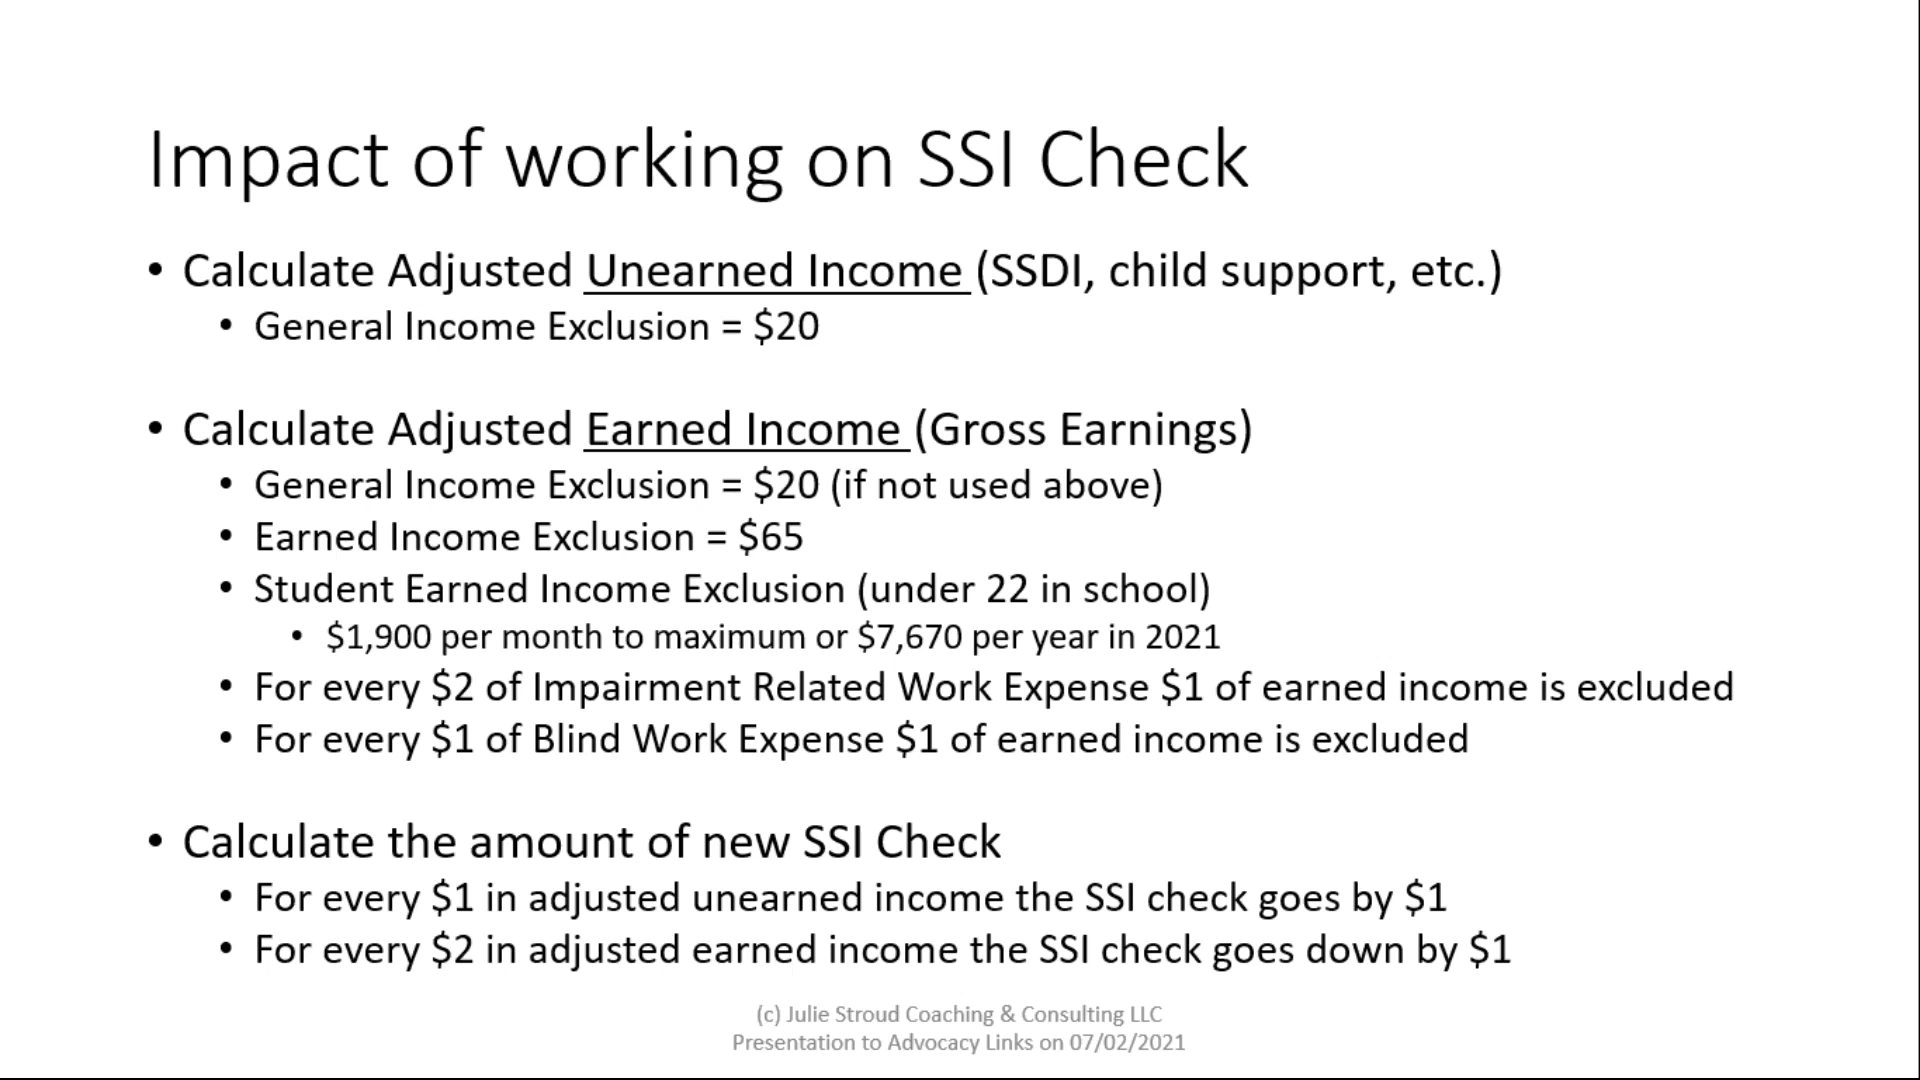 Impact of working on SSI Check
• Calculate Adjusted Unearned Income (SSDI, child support, etc.)
• General Income Exclusion = $20
• Calculate Adjusted Earned Income (Gross Earnings)
• General Income Exclusion = $20 (if not used above)
• Earned Income Exclusion = $65
• Student Earned Income Exclusion (under 22 in school)
• $1,900 per month to maximum or $7,670 per year in 2021
• For every $2 of Impairment Related Work Expense $1 of earned income is excluded
• For every $1 of Blind Work Expense $1 of earned income is excluded
• Calculate the amount of new SSI Check
• For every $1 in adjusted unearned income the SSI check goes by $1
• For every $2 in adjusted earned income the SSI check goes down by $1
(c) Julie Stroud Coaching & Consulting LLC
Presentation to Advocacy Links on 07/02/2021